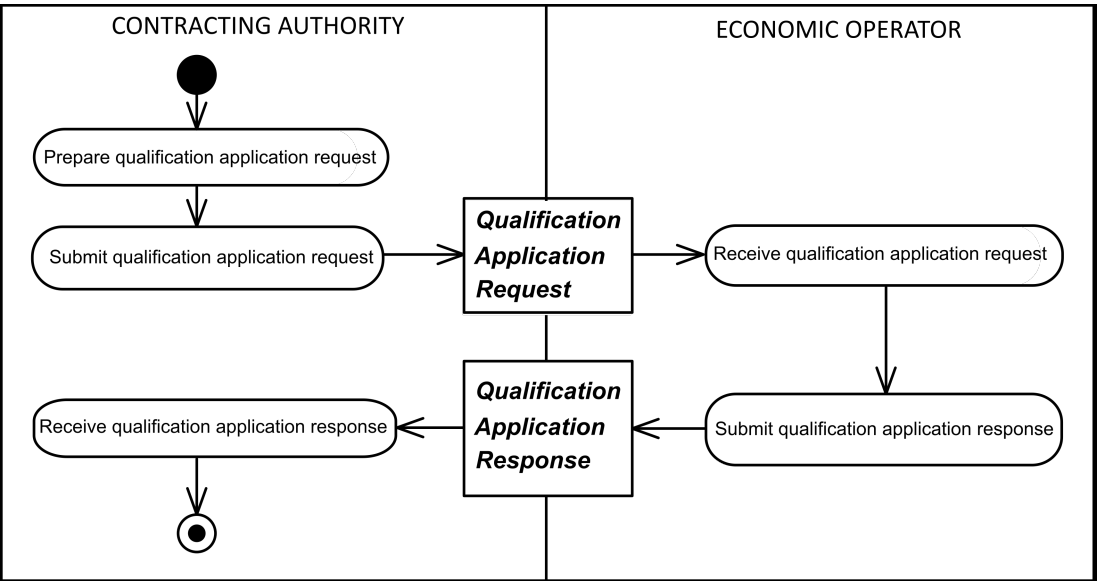 CONTRACTING AUTHORITY
ECONOMIC OPERATOR
Prepare qualification application request
Submit qualification application request
Qualification
Application
Request
Receive qualification application request
Receive qualification application response
Qualification
Application
Response
Submit qualification application response